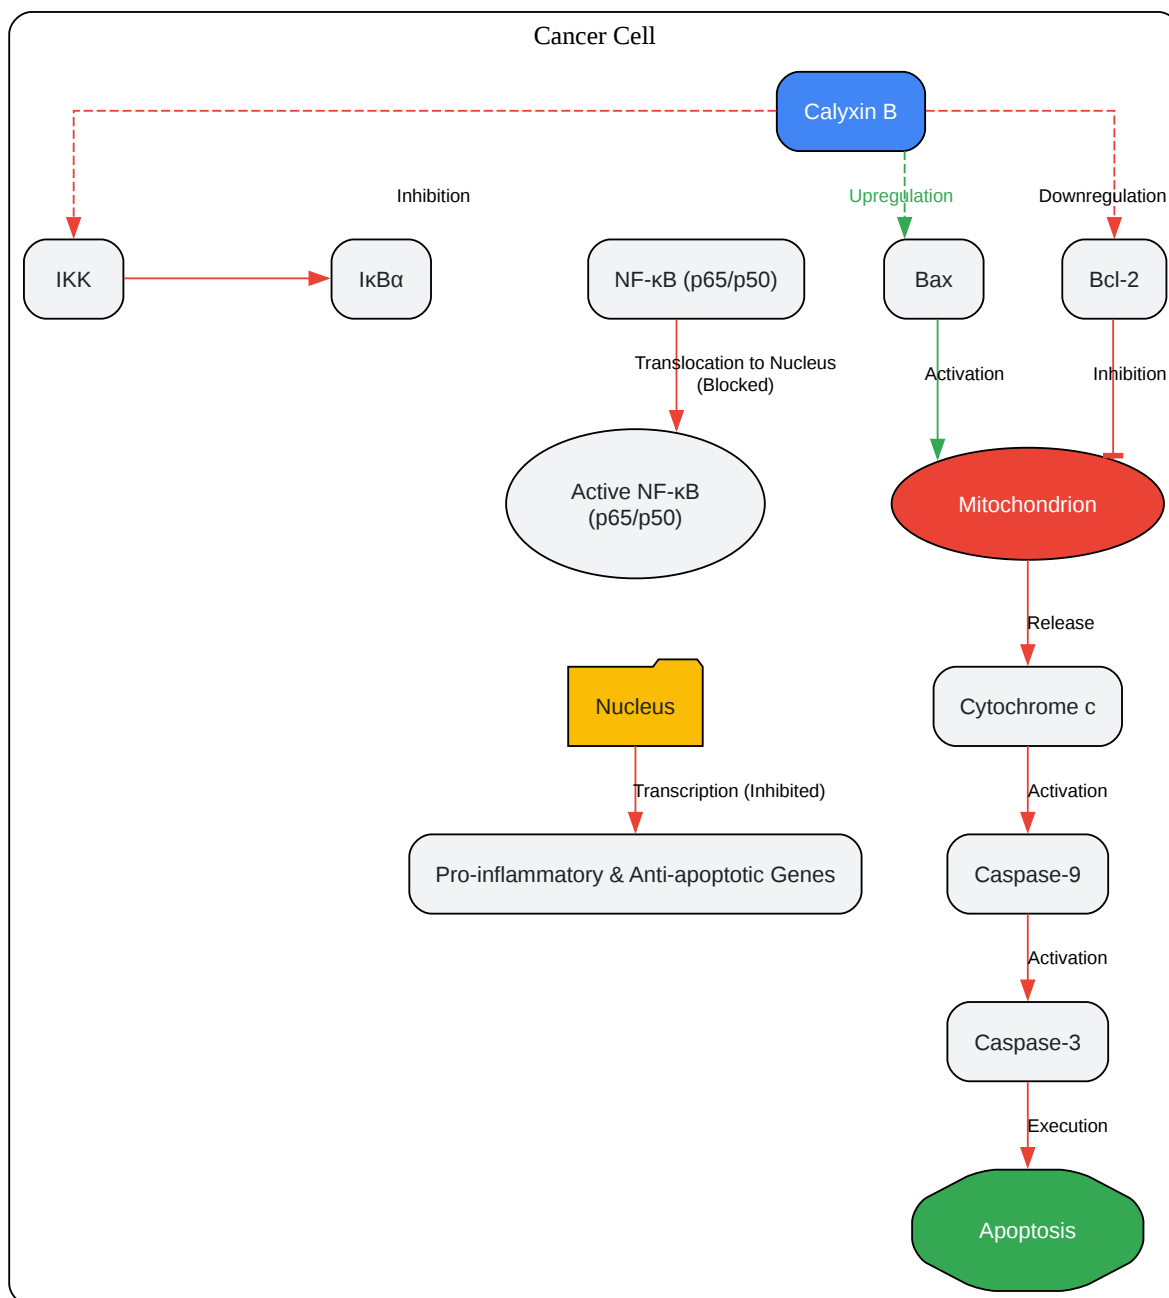 Cancer Cell
Calyxin B
Inhibition
Upregulation
Downregulation
IKK
IκBα
NF-κB (p65/p50)
Bax
Bcl-2
Translocation to Nucleus
(Blocked)
Activation
Inhibition
Active NF-κB
(p65/p50)
Mitochondrion
Release
Nucleus
Cytochrome c
Transcription (Inhibited)
Activation
Pro-inflammatory & Anti-apoptotic Genes
Caspase-9
Activation
Caspase-3
Execution
Apoptosis